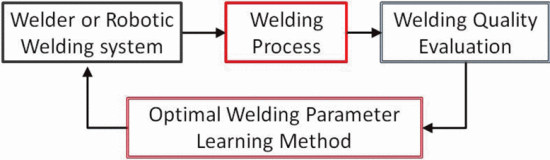 Welder or Robotic
Welding system
Welding
Process
Welding Quality
Evaluation
Optimal Welding Parameter
Learning Method